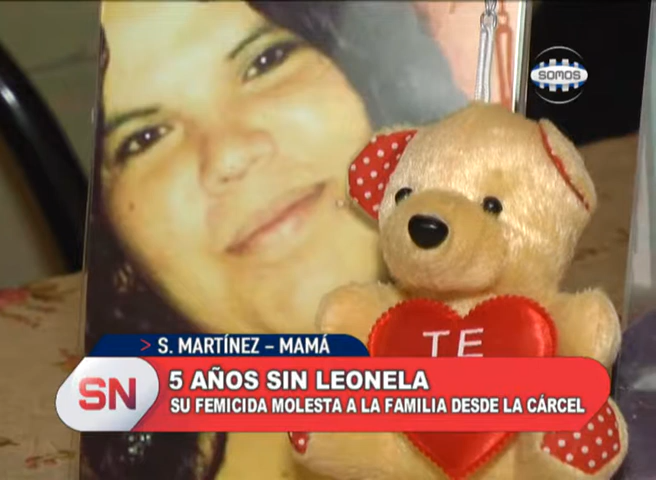 SOMOS
TE
> S. MARTÍNEZ – MAMÁ
SN
5 AÑOS SIN LEONELA
SU FEMICIDA MOLESTA A LA FAMILIA DESDE LA CÁRCEL